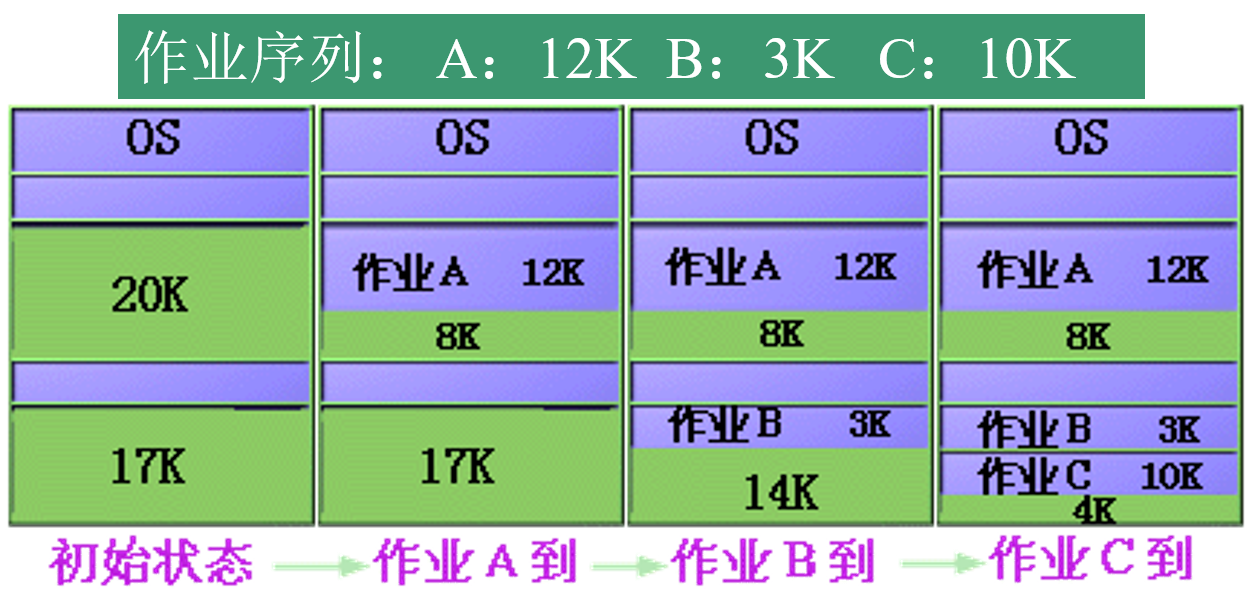 作业序列： A：12K B：3K C：10K
OS OS OS OS
20K 作业A 12K 作业A 12K 作业A 12K
8K 8K 8K
17K 17K 作业B 3K 作业B 3K
14K 作业C 10K
4K
初始状态 作业A到 作业B到 作业C到